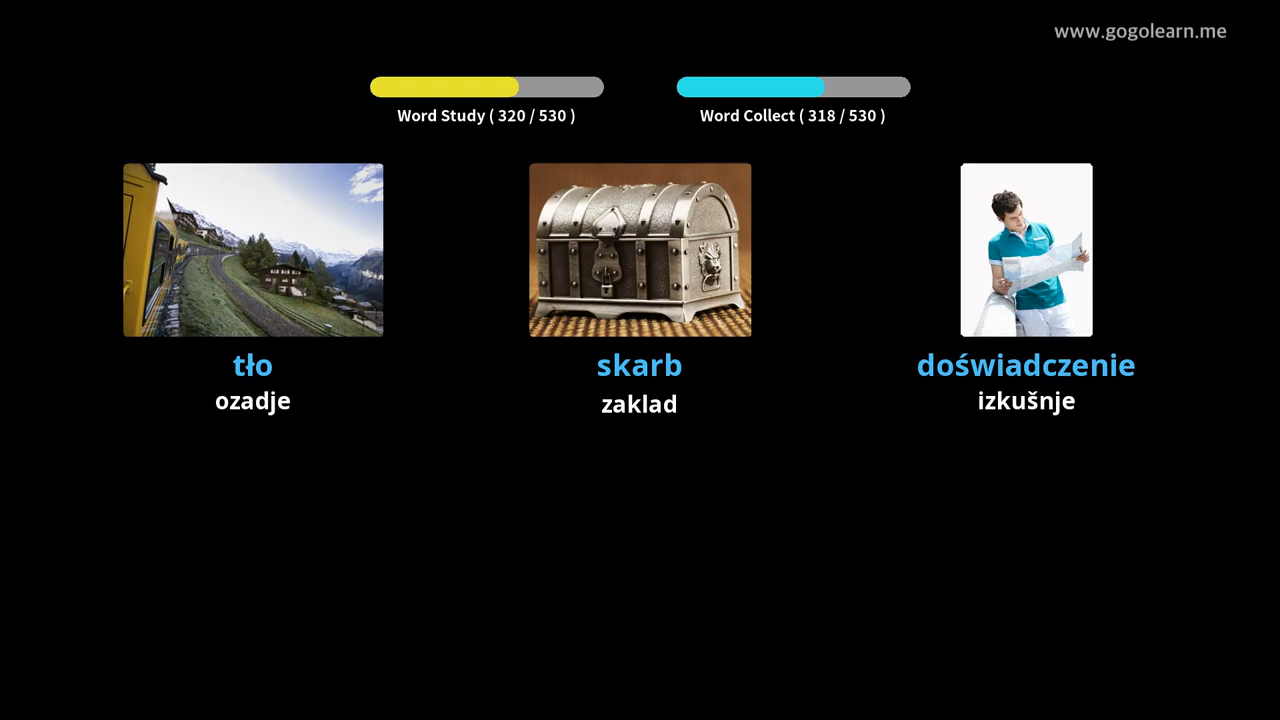 www.gogolearn.me
Word Study ( 320 / 530 )
Word Collect ( 318 / 530 )
tło
skarb
doświadczenie
ozadje
zaklad
izkušnje